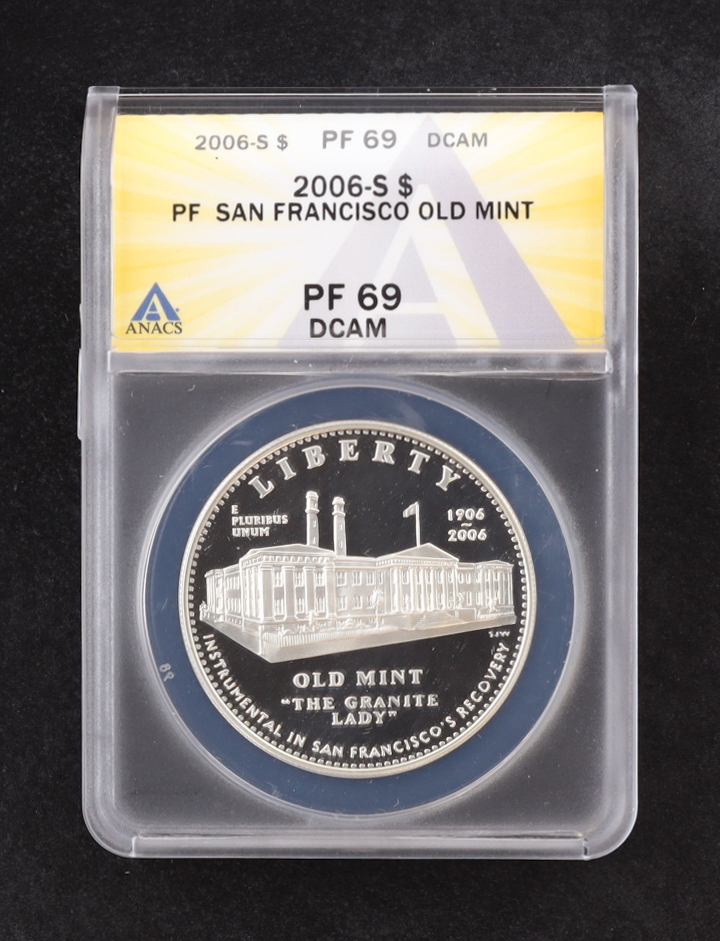 2006-S $ PF 69 DCAM
2006-S $
PF SAN FRANCISCO OLD MINT
PF 69
DCAM
ANACS
LIBERTY
E
PLURIBUS
UNUM
1906
2006
SJW
OLD MINT
"THE GRANITE
LADY"
INSTRUMENTAL IN SAN FRANCISCO'S RECOVERY